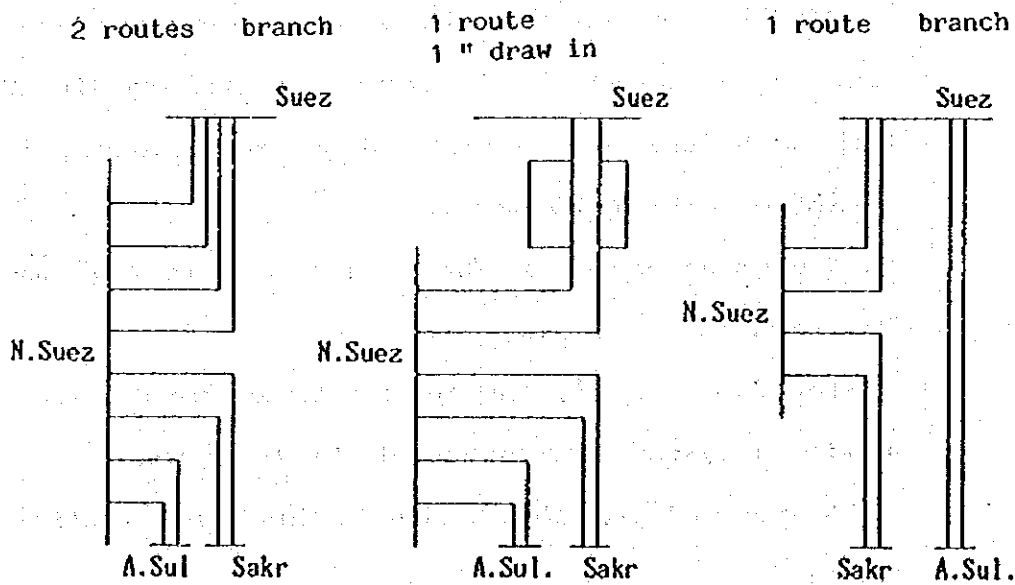 2 routes branch
1 route
1 " draw in
1 route branch
Suez
Suez
Suez
N.Suez
N.Suez
N.Suez
A.Sul
Sakr
A.Sul.
Sakr
Sakr
A.Sul.